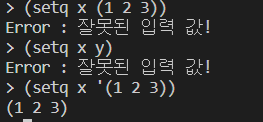 > (setq x (1 2 3))
Error : 잘못된 입력 값!
> (setq x y)
Error : 잘못된 입력 값!
> (setq x '(1 2 3))
(1 2 3)